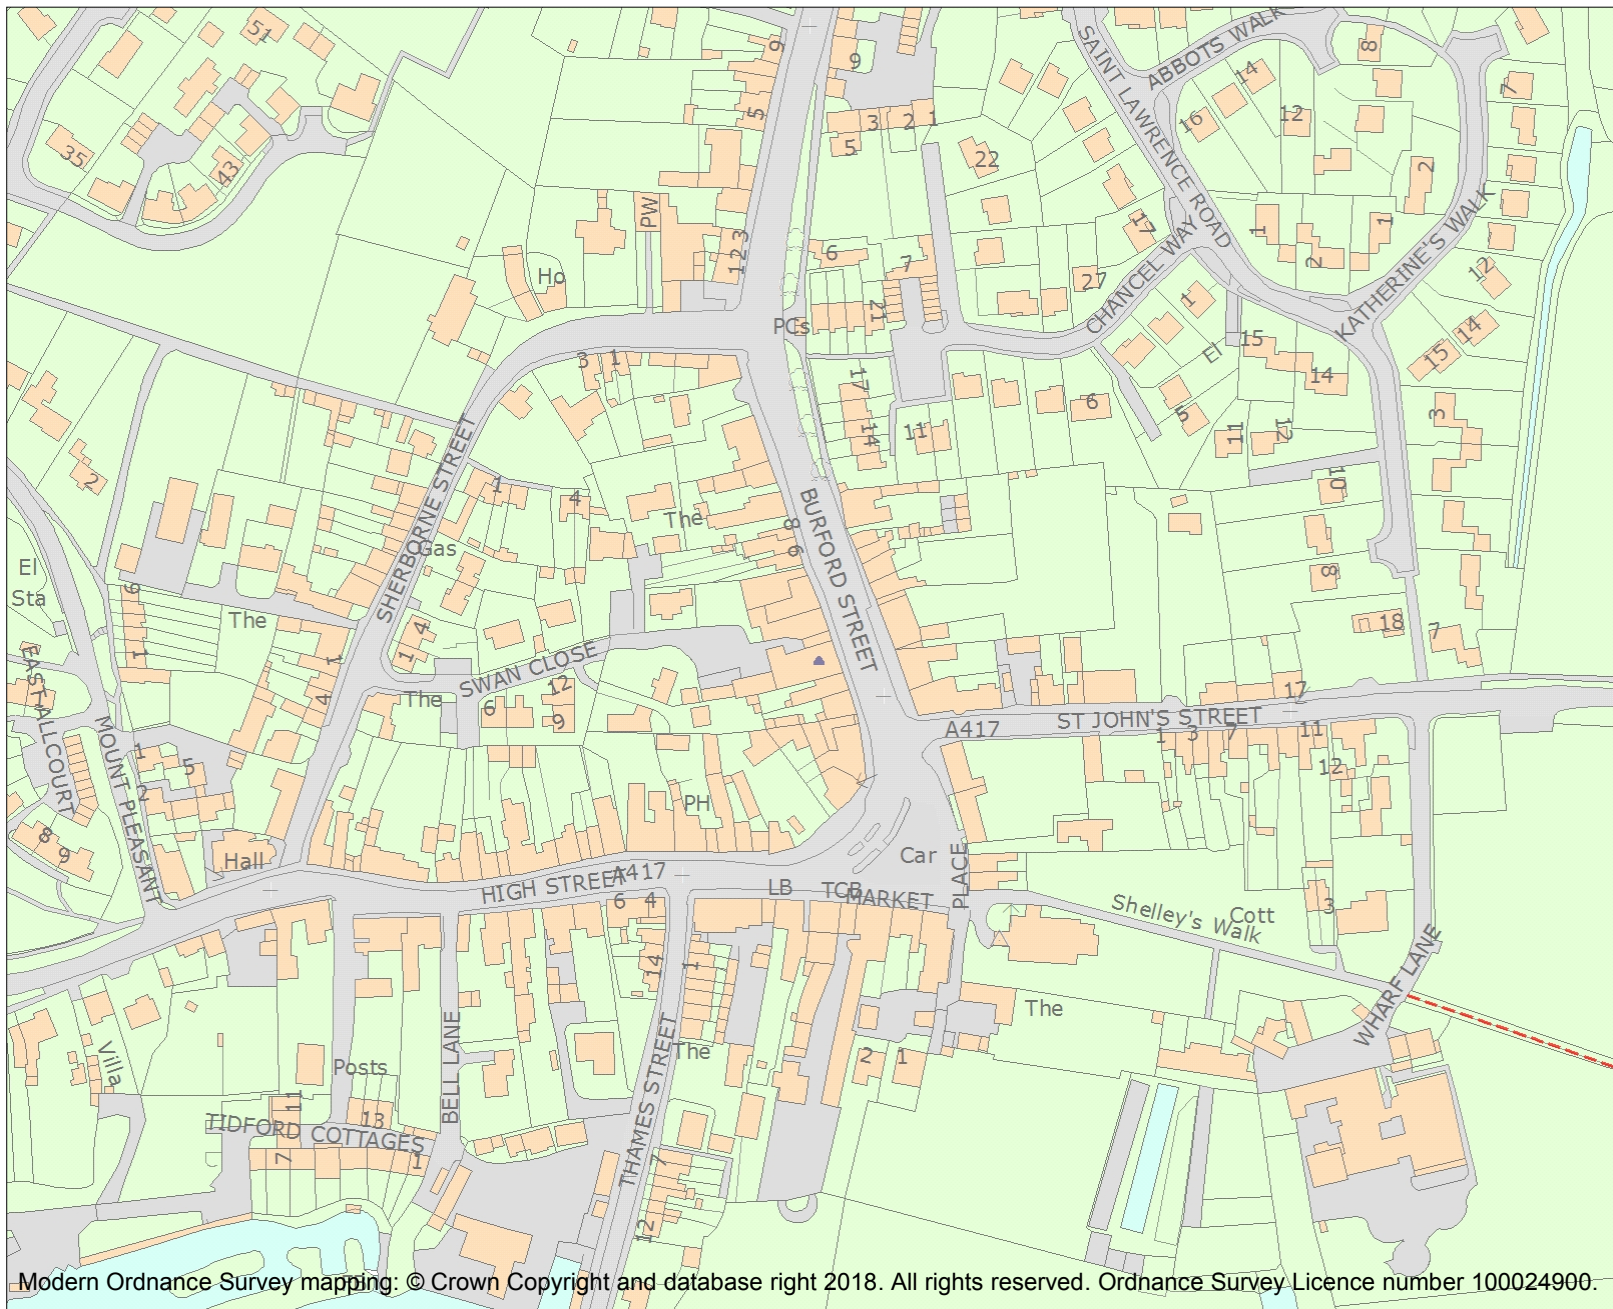 51
9
9
SAINT LAWRENCE ROAD
ABBOTS WALK
8
14
7
5
3
2
1
16
12
35
43
5
22
2
PW
17
CHANCEL WAY
1
1
KATHERINE'S WALK
3
12
6
7
2
12
Ho
27
1
21
PCs
15
14
El
15
3
1
17
14
6
5
3
14
11
11
12
SHERBORNE STREET
2
1
4
10
The
8
BURFORD STREET
Gas
6
El
Sta
8
9
The
4
18
7
1
1
1
EAST ALLCOURT
SWAN CLOSE
12
17
4
The
6
9
A417
ST JOHN'S STREET
MOUNT PLEASANT
1
3
7
11
1
5
12
2
PH
8
9
Hall
A417
HIGH STREET
Car
PLACE
LB
TCB
MARKET
6
4
Shelley's Walk
Cott
3
14
1
WHARF LANE
The
Villa
Posts
BELL LANE
THAMES STREET
The
2
1
11
13
TIDFORD COTTAGES
7
1
7
12
Modern Ordnance Survey mapping: © Crown Copyright and database right 2018. All rights reserved. Ordnance Survey Licence number 100024900.